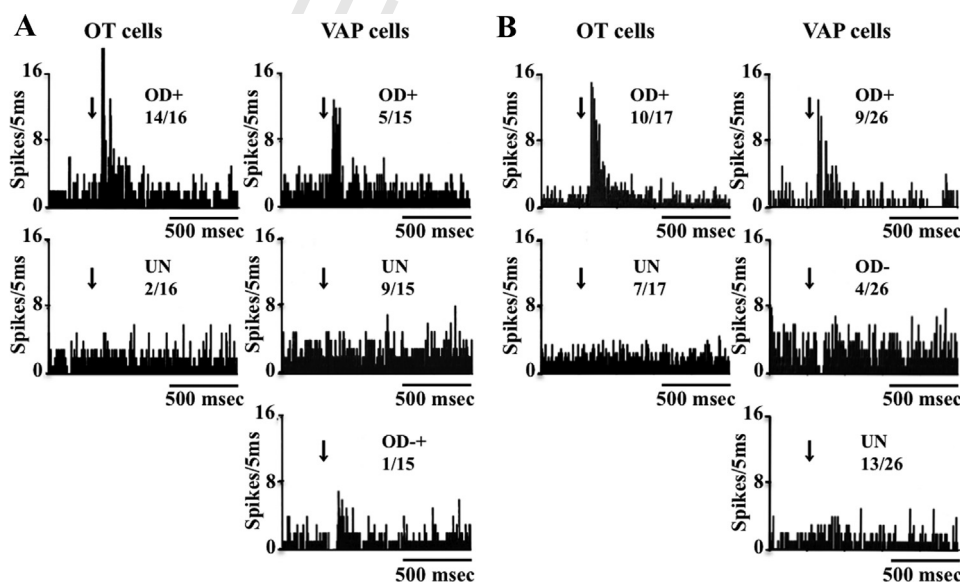 A
OT cells
VAP cells
16
8
0
Spikes/5ms
OD+
14/16
500 msec
16
8
0
Spikes/5ms
OD+
5/15
500 msec
16
8
0
Spikes/5ms
UN
2/16
500 msec
16
8
0
Spikes/5ms
UN
9/15
500 msec
16
8
0
Spikes/5ms
OD-+
1/15
500 msec
B
OT cells
VAP cells
16
8
0
Spikes/5ms
OD+
10/17
500 msec
16
8
0
Spikes/5ms
OD+
9/26
500 msec
16
8
0
Spikes/5ms
UN
7/17
500 msec
16
8
0
Spikes/5ms
OD-
4/26
500 msec
16
8
0
Spikes/5ms
UN
13/26
500 msec